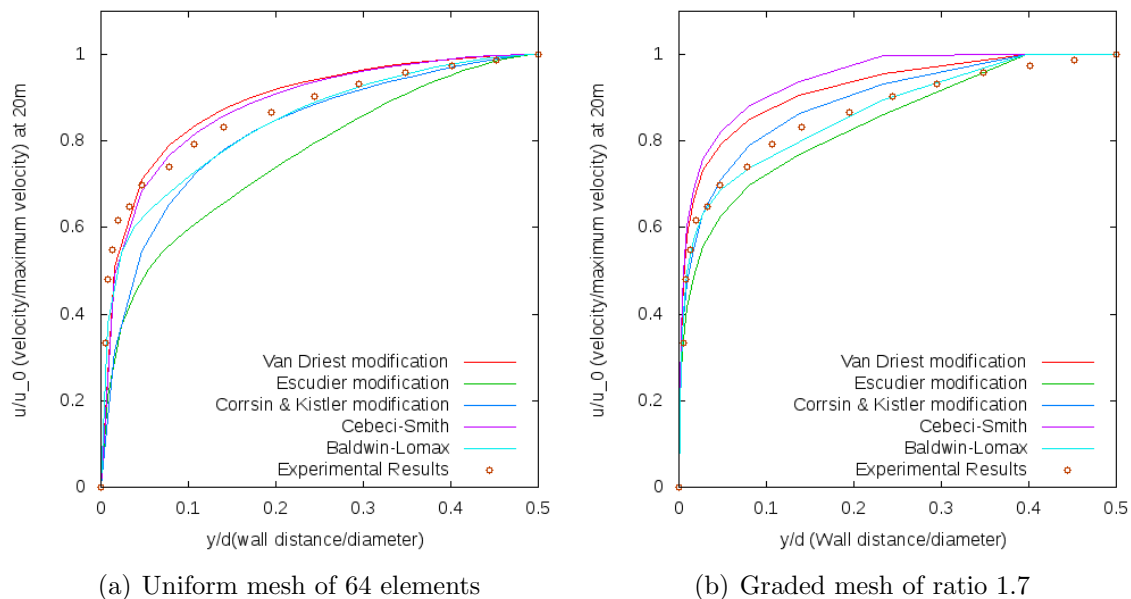 u/u_0 (velocity/maximum velocity) at 20m
1
0.8
0.6
0.4
0.2
0
Van Driest modification
Escudier modification
Corrsin & Kistler modification
Cebeci-Smith
Baldwin-Lomax
Experimental Results
0 0.1 0.2 0.3 0.4 0.5
y/d(wall distance/diameter)
(a) Uniform mesh of 64 elements
u/u_0 (velocity/maximum velocity) at 20m
1
0.8
0.6
0.4
0.2
0
Van Driest modification
Escudier modification
Corrsin & Kistler modification
Cebeci-Smith
Baldwin-Lomax
Experimental Results
0 0.1 0.2 0.3 0.4 0.5
y/d (Wall distance/diameter)
(b) Graded mesh of ratio 1.7